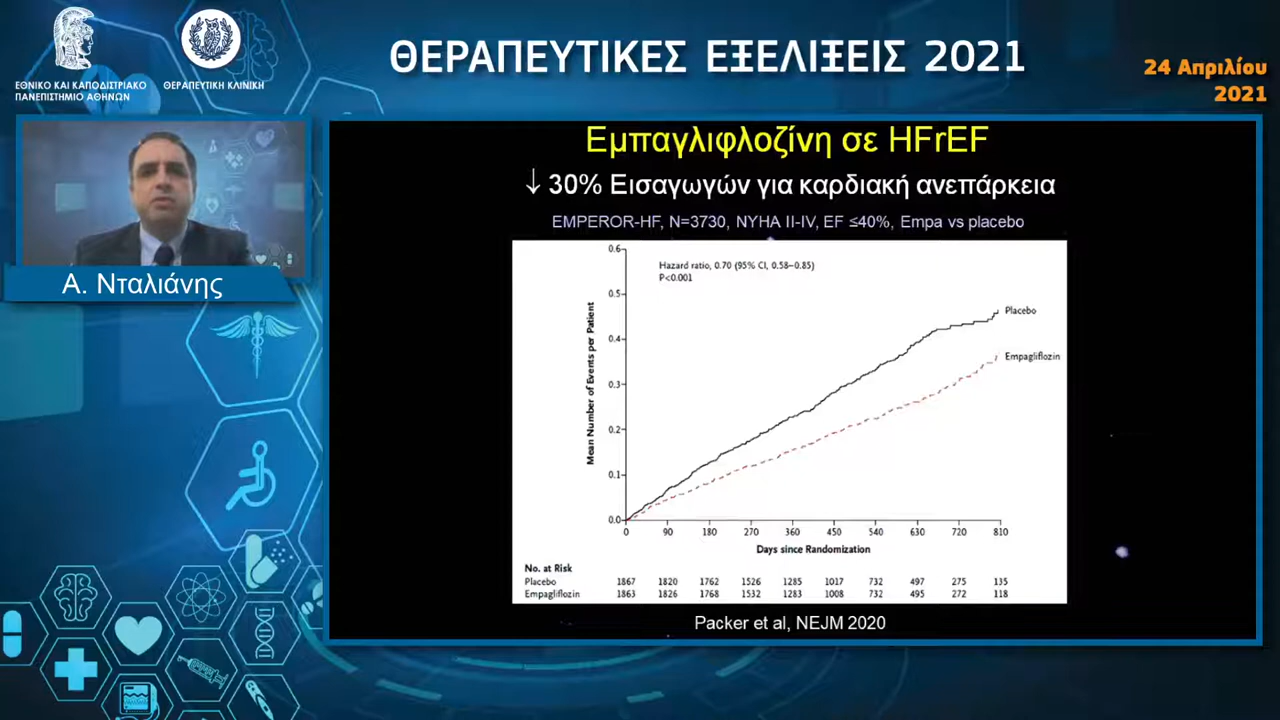 ΕΘΝΙΚΟ ΚΑΙ ΚΑΠΟΔΙΣΤΡΙΑΚΟ
ΠΑΝΕΠΙΣΤΗΜΙΟ ΑΘΗΝΩΝ
ΘΕΡΑΠΕΥΤΙΚΗ ΚΛΙΝΙΚΗ
ΘΕΡΑΠΕΥΤΙΚΕΣ ΕΞΕΛΙΞΕΙΣ 2021
24 Απριλίου
2021
Α. Νταλιάνης
Εμπαγλιφλοζίνη σε HFrEF
↓ 30% Εισαγωγών για καρδιακή ανεπάρκεια
EMPEROR-HF, N=3730, NYHA II-IV, EF ≤40%, Empa vs placebo
Hazard ratio, 0.70 (95% CI, 0.58–0.85)
P<0.001
Mean Number of Events per Patient
0.6
0.5
0.4
0.3
0.2
0.1
0.0
Placebo
Empagliflozin
0 90 180 270 360 450 540 630 720 810
Days since Randomization
No. at Risk
Placebo 1867 1820 1762 1526 1285 1017 732 497 275 135
Empagliflozin 1863 1826 1768 1532 1283 1008 732 495 272 118
Packer et al, NEJM 2020